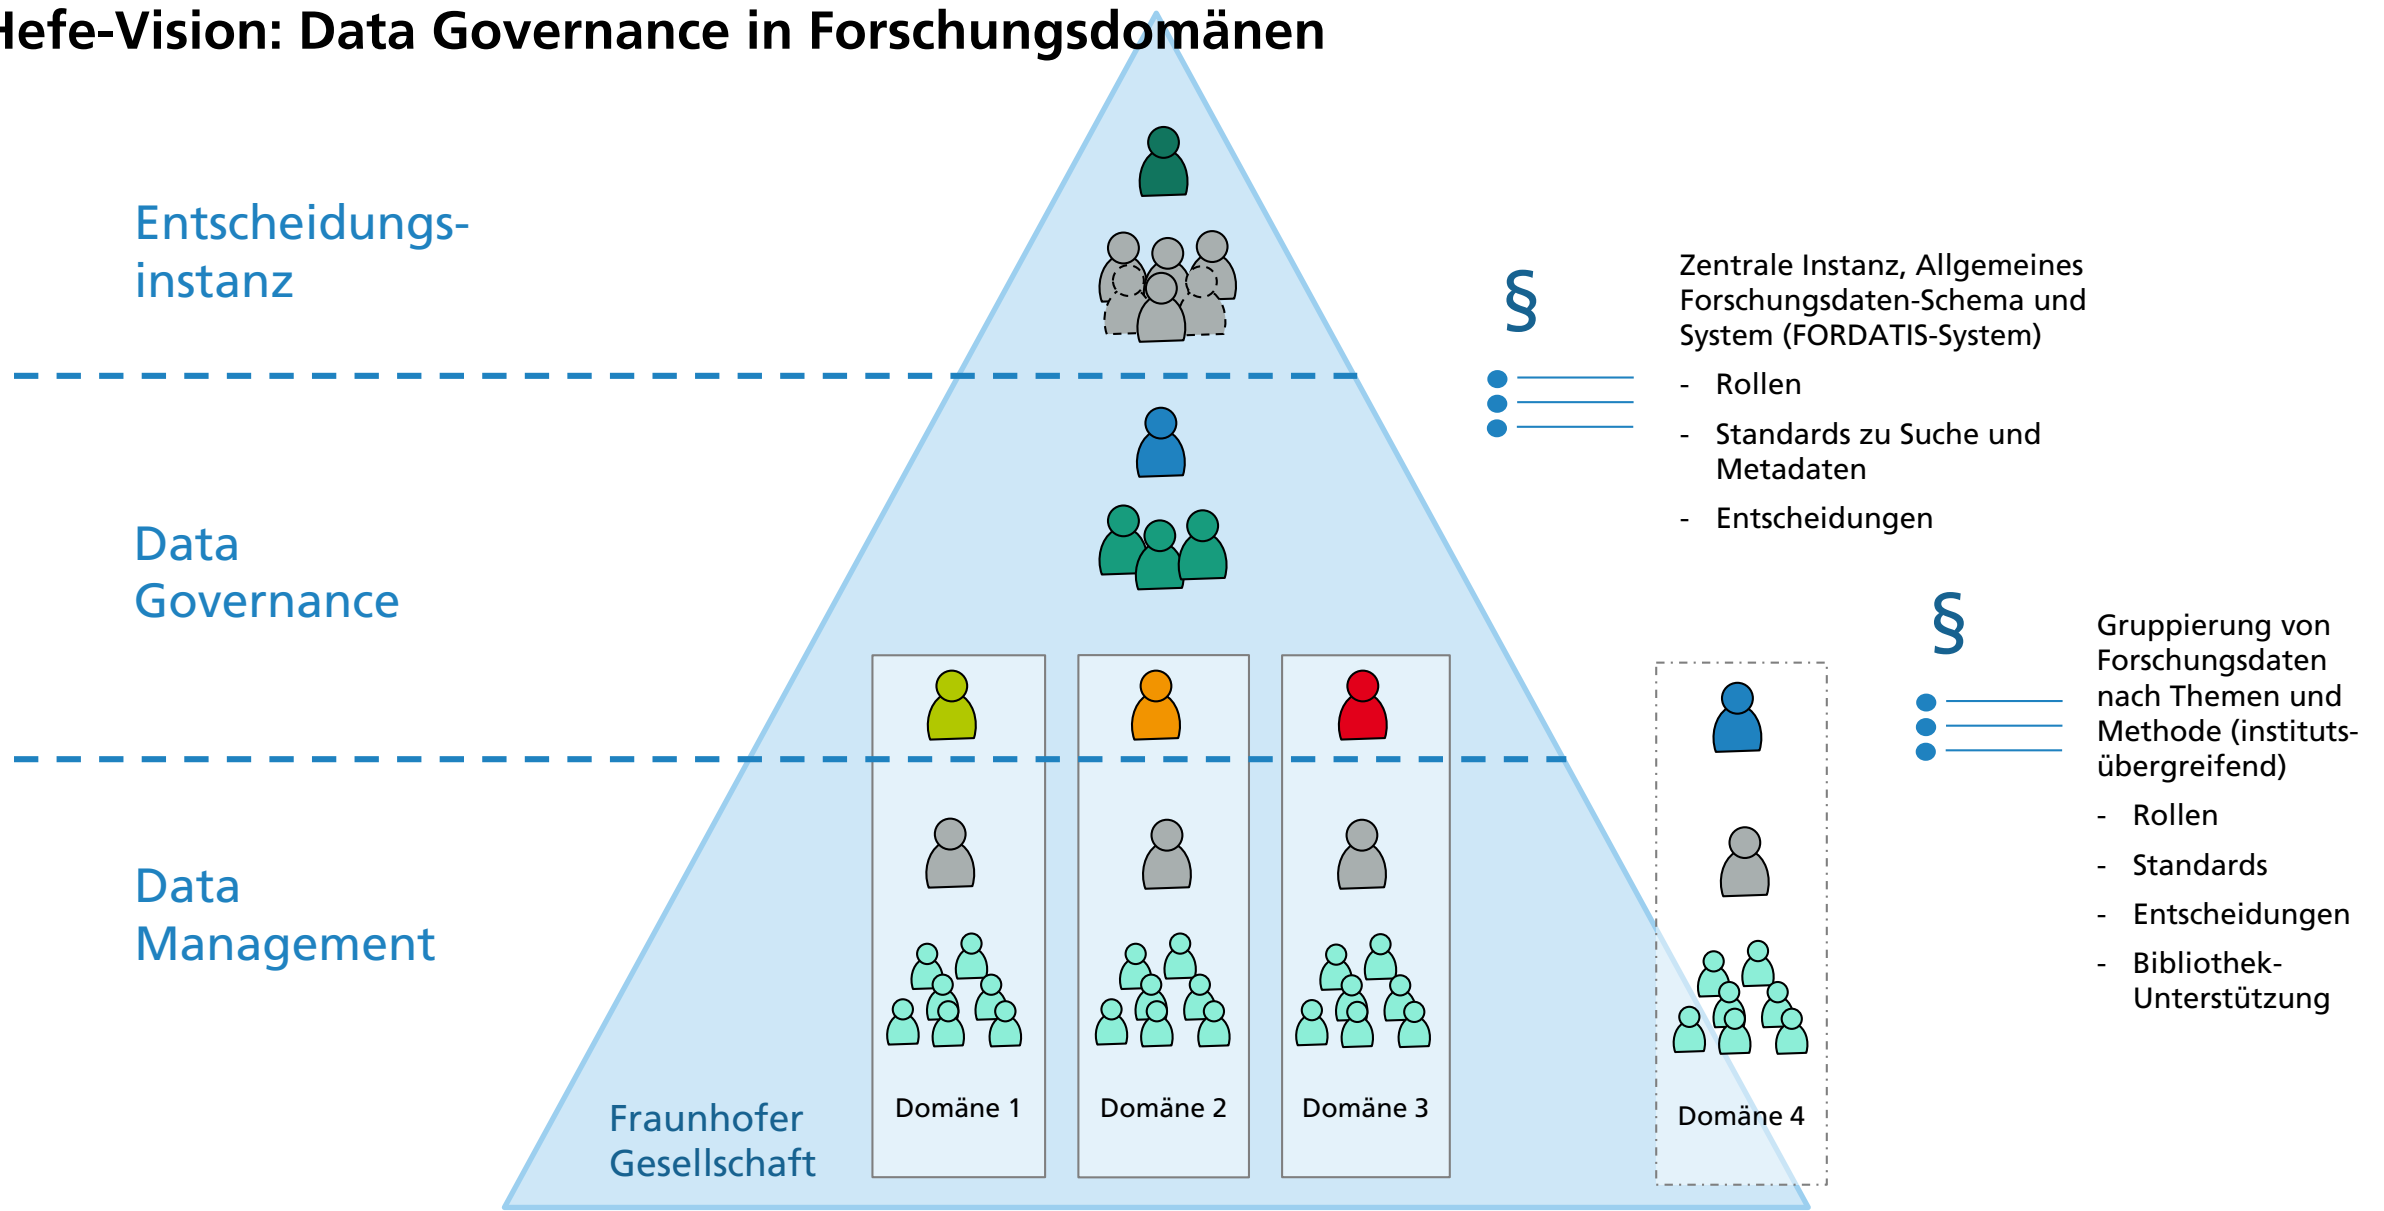 Hefe-Vision: Data Governance in Forschungsdomänen
Entscheidungs-
instanz
Data
Governance
Data
Management
Fraunhofer
Gesellschaft
Domäne 1
Domäne 2
Domäne 3
Domäne 4
§
Zentrale Instanz, Allgemeines
Forschungsdaten-Schema und
System (FORDATIS-System)
- Rollen
- Standards zu Suche und
Metadaten
- Entscheidungen
§
Gruppierung von
Forschungsdaten
nach Themen und
Methode (instituts-
übergreifend)
- Rollen
- Standards
- Entscheidungen
- Bibliothek-
Unterstützung